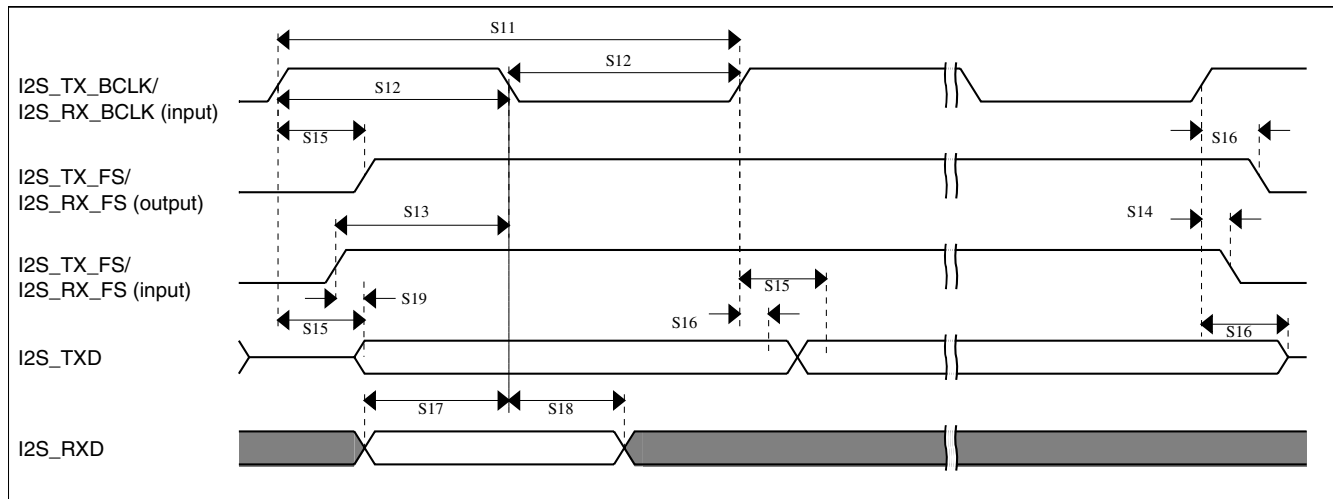 S11
S12
I2S_TX_BCLK/
I2S_RX_BCLK (input)
S12
S15
S16
I2S_TX_FS/
I2S_RX_FS (output)
S13
S14
I2S_TX_FS/
I2S_RX_FS (input)
S19
S15
S15
S16
S16
I2S_TXD
S17
S18
I2S_RXD